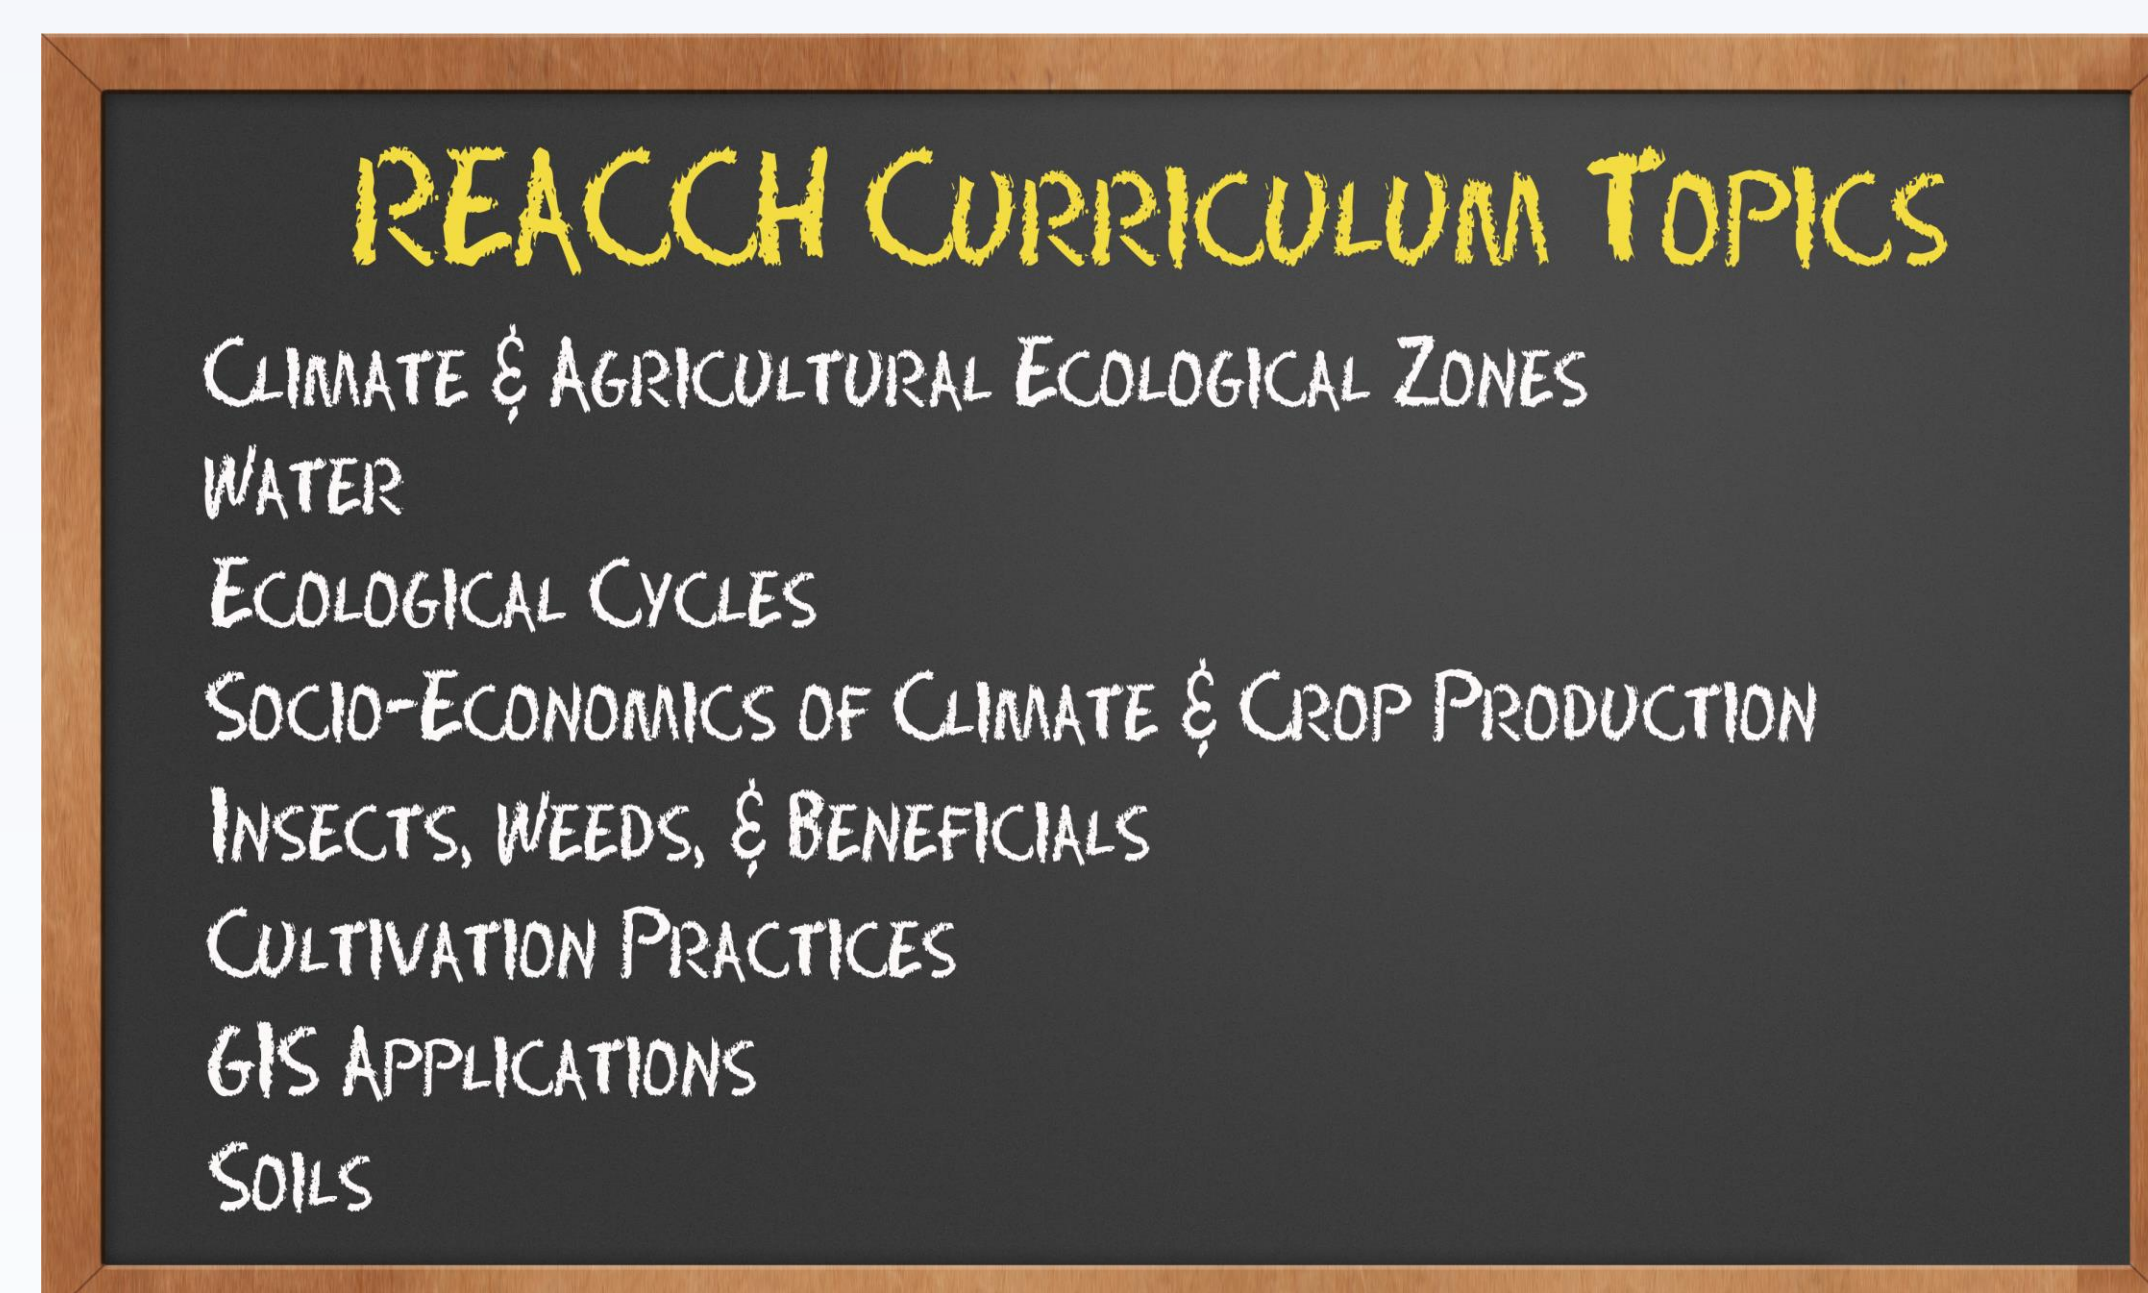 REACCH Curriculum Topics
Climate & Agricultural Ecological Zones
Water
Ecological Cycles
Socio-Economics of Climate & Crop Production
Insects, Weeds, & Beneficials
Cultivation Practices
GIS Applications
Soils